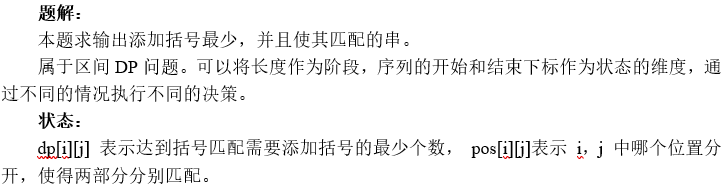 题解：
本题求输出添加括号最少，并且使其匹配的串。
属于区间 DP 问题。可以将长度作为阶段，序列的开始和结束下标作为状态的维度，通
过不同的情况执行不同的决策。
状态：
dp[i][j] 表示达到括号匹配需要添加括号的最少个数， pos[i][j]表示 i，j 中哪个位置分
开，使得两部分分别匹配。